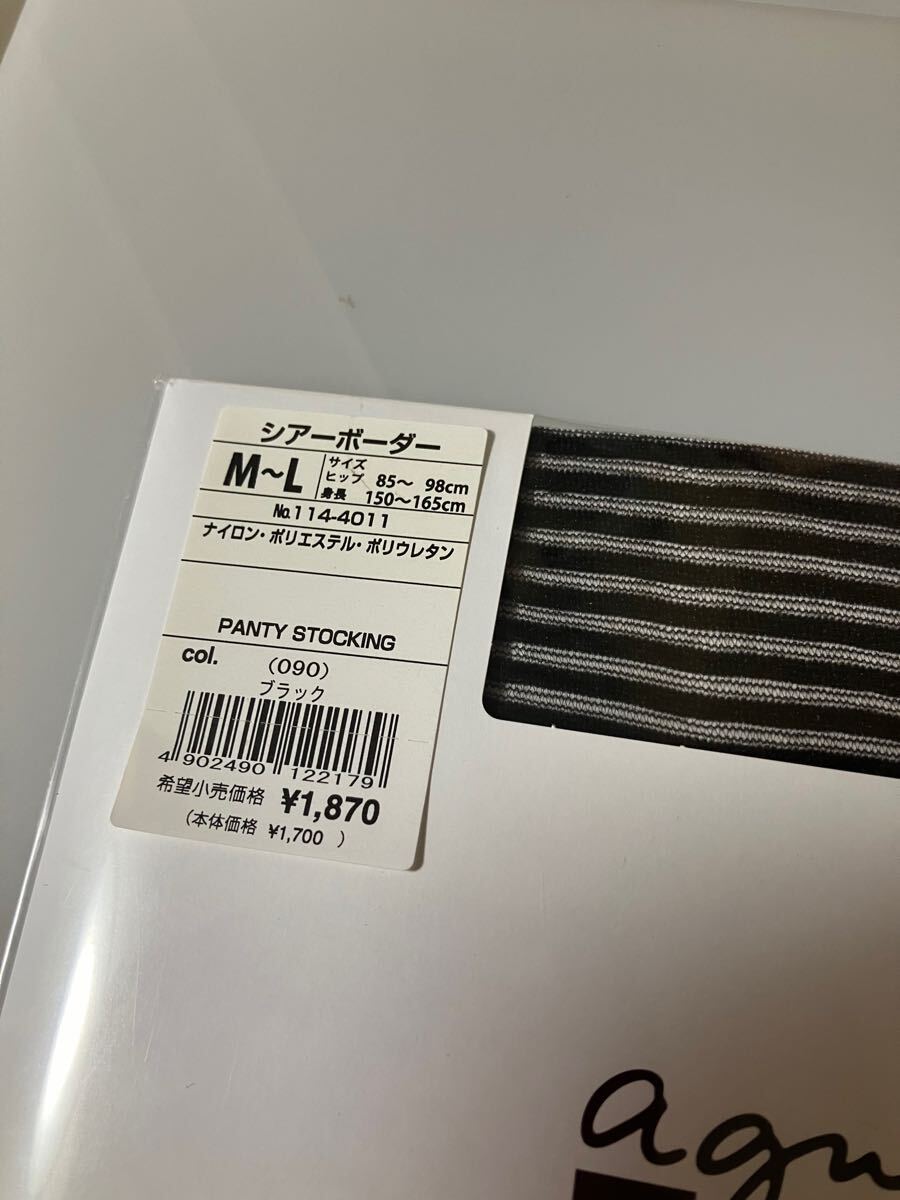 シアーボーダー
M〜L サイズ
ヒップ 85〜 98cm
身長 150〜165cm
№114-4011
ナイロン・ポリエステル・ポリウレタン
PANTY STOCKING
col. (090)
ブラック
4 902490 122179
希望小売価格 ¥1,870
(本体価格 ¥1,700 )
agn